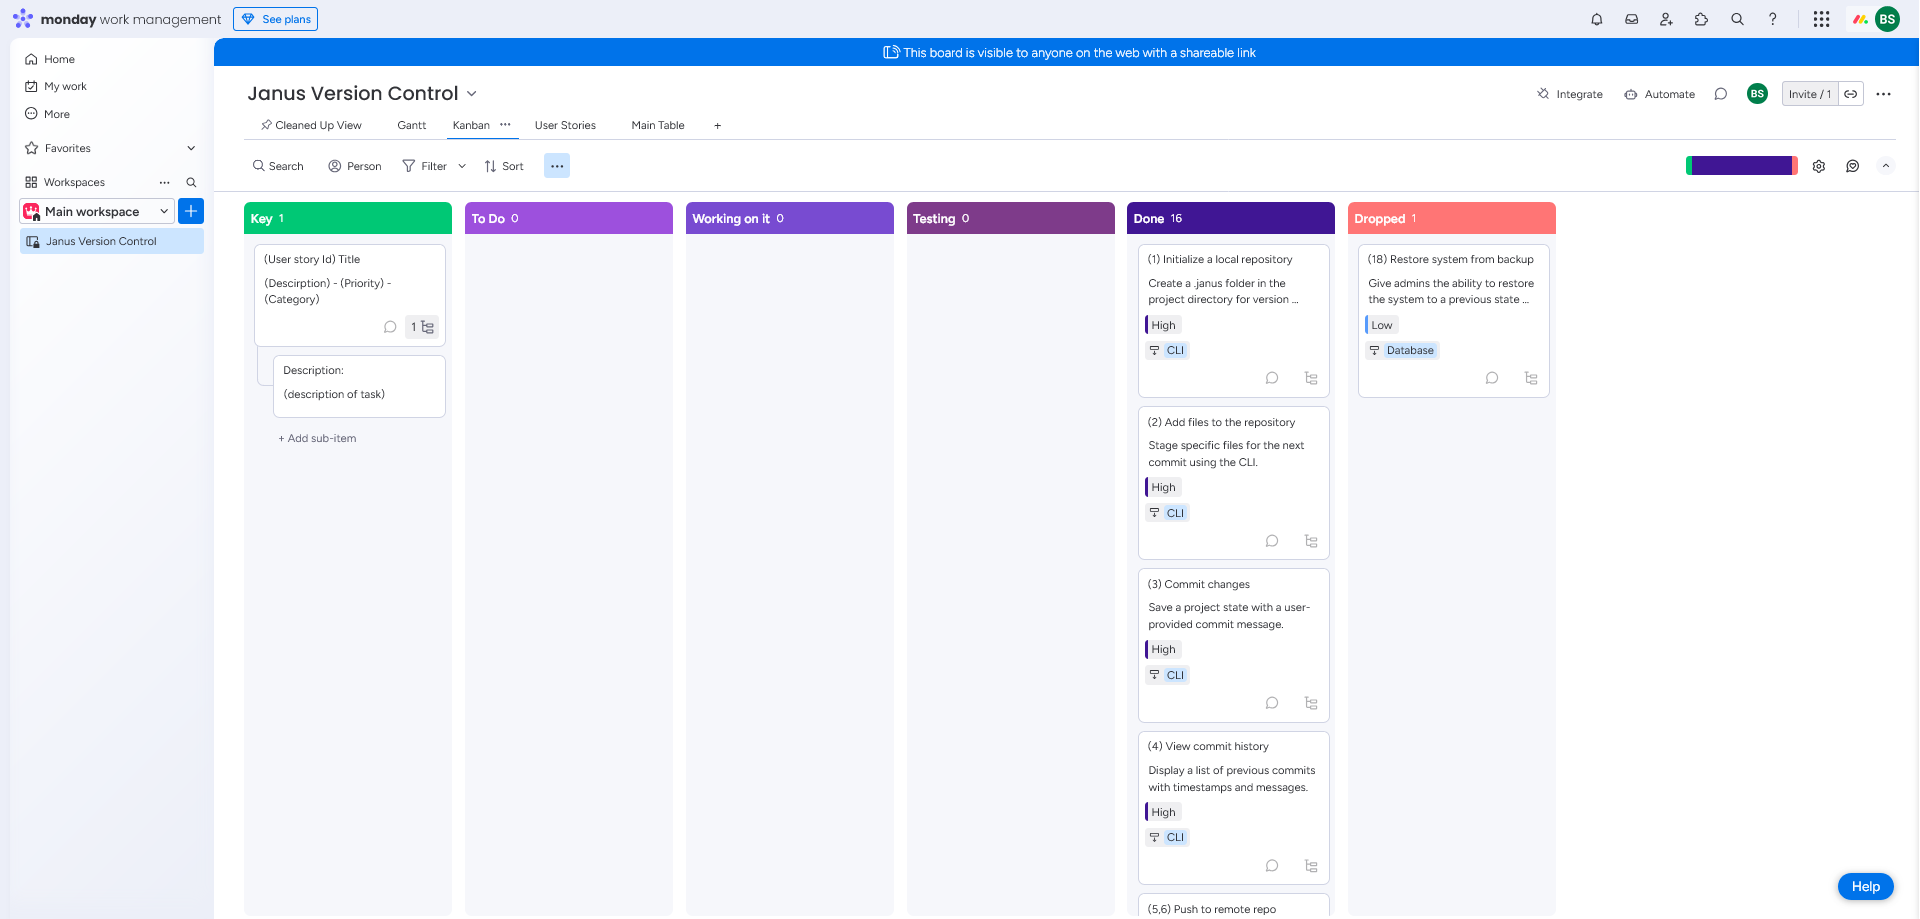 monday work management
See plans
BS
Home
My work
More
Favorites
Workspaces
Main workspace
Janus Version Control
This board is visible to anyone on the web with a shareable link
Janus Version Control
Integrate
Automate
BS
Invite / 1
Cleaned Up View
Gantt
Kanban
User Stories
Main Table
+
Search
Person
Filter
Sort
Key 1
(User story Id) Title
(Descirption) - (Priority) -
(Category)
1
Description:
(description of task)
+ Add sub-item
To Do 0
Working on it 0
Testing 0
Done 16
(1) Initialize a local repository
Create a .janus folder in the
project directory for version ...
High
CLI
(2) Add files to the repository
Stage specific files for the next
commit using the CLI.
High
CLI
(3) Commit changes
Save a project state with a user-
provided commit message.
High
CLI
(4) View commit history
Display a list of previous commits
with timestamps and messages.
High
CLI
(5,6) Push to remote repo
Dropped 1
(18) Restore system from backup
Give admins the ability to restore
the system to a previous state ...
Low
Database
Help